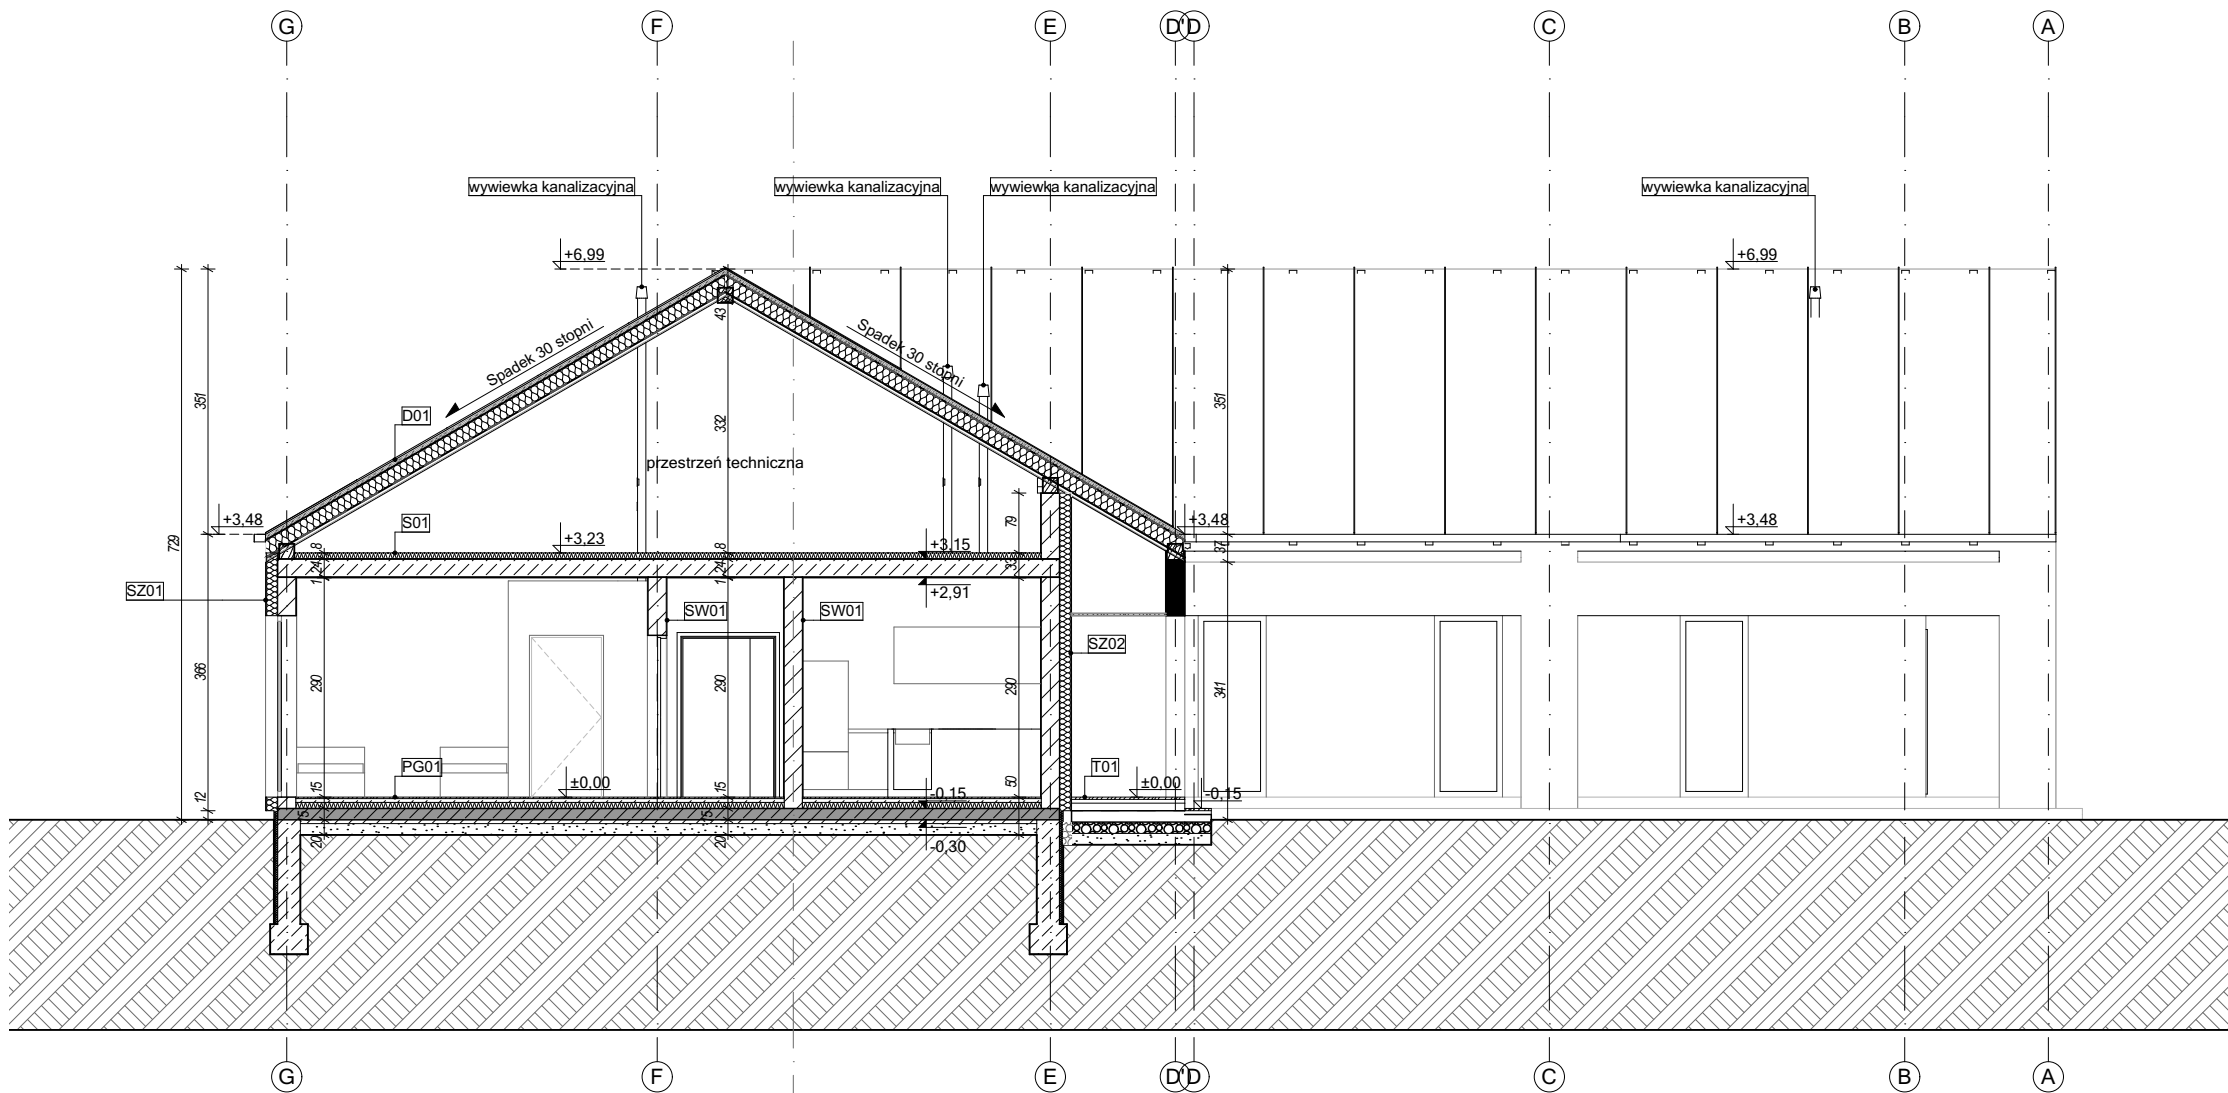 G F E D' D C B A
wywiewka kanalizacyjna wywiewka kanalizacyjna wywiewka kanalizacyjna wywiewka kanalizacyjna
+6,99 +6,99
Spadek 30 stopni Spadek 30 stopni
43
351 332 351
D01
przestrzeń techniczna
729
+3,48 S01 +3,23 79 +3,15 +3,48 +3,48
37
24 8 24 8
33
SZ01 +2,91
SW01 SW01
SZ02
366 290 290 290 341
PG01 ±0,00 T01 ±0,00
12 15 15 50 -0,15 -0,15
20 20 -0,30
G F E D' D C B A